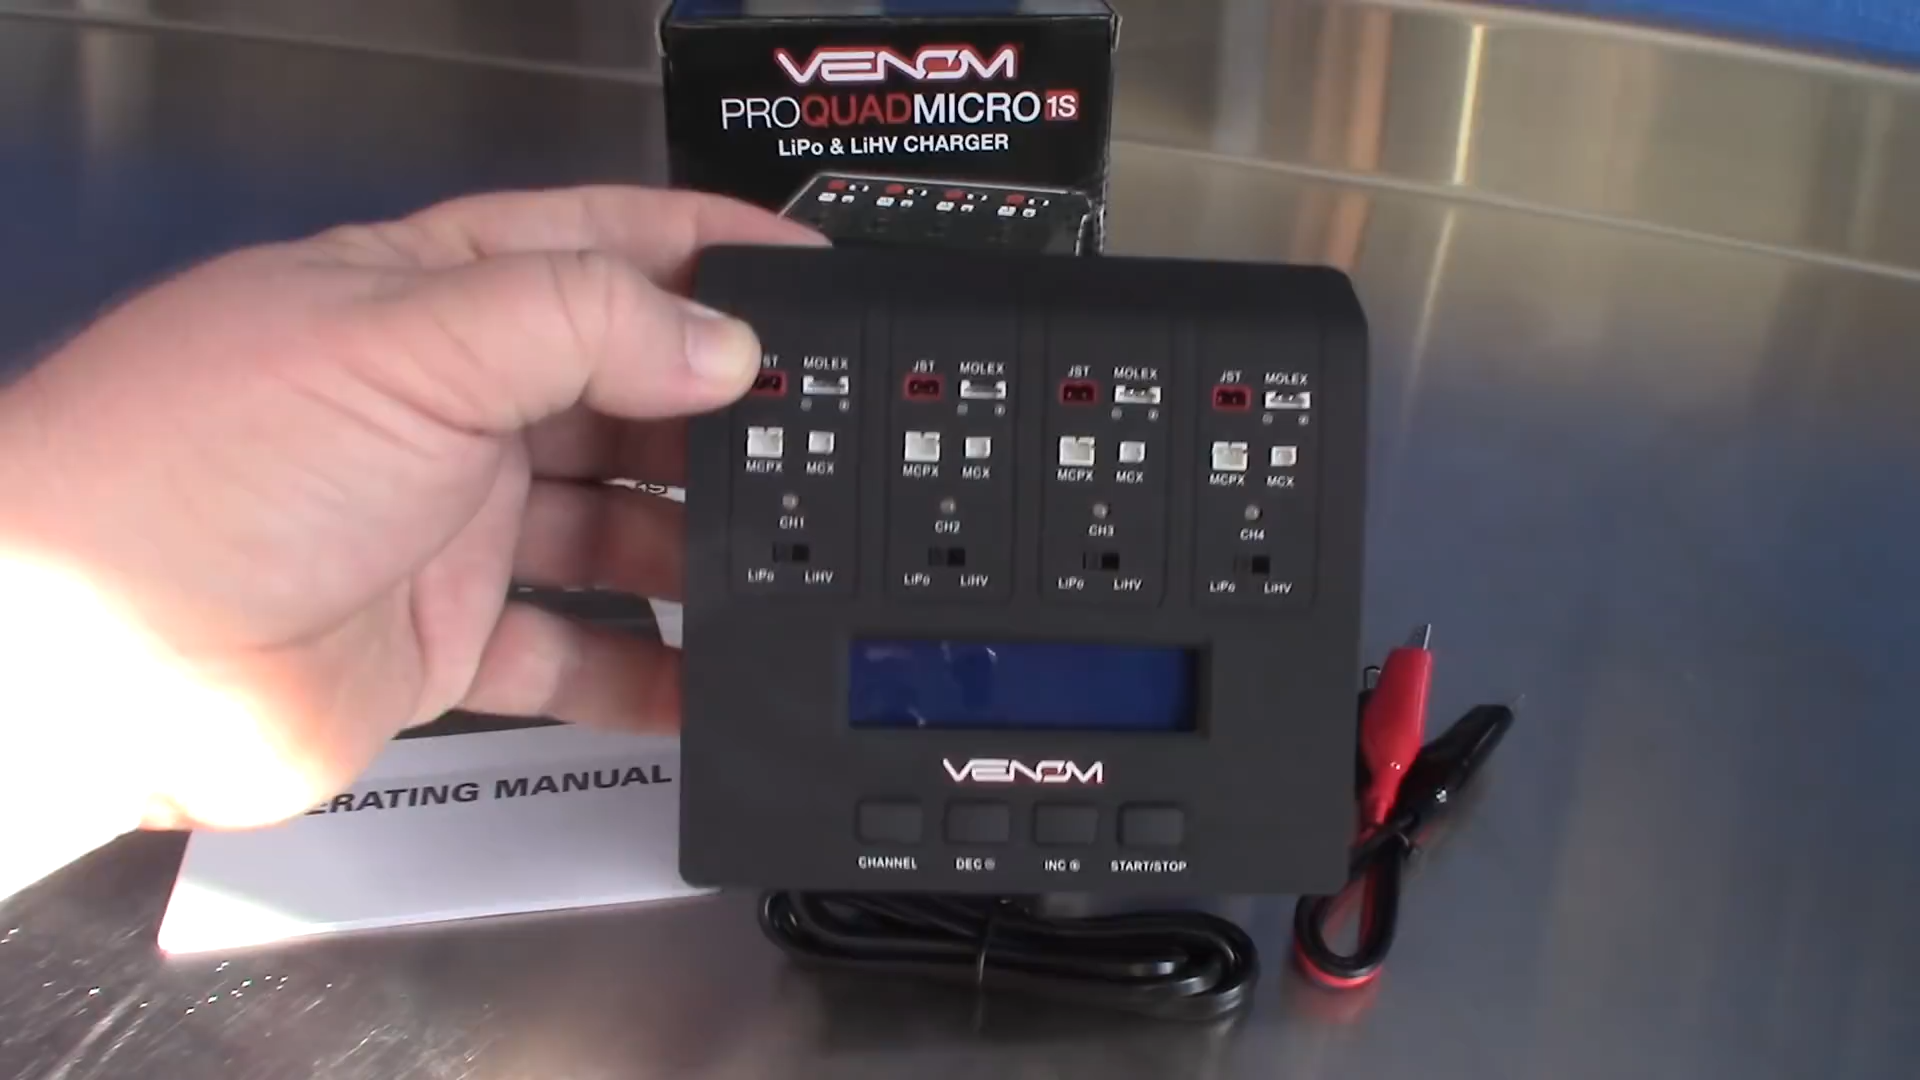 VENOM
PROQUADMICRO 1S
LiPo & LiHV CHARGER
ST MOLEX JST MOLEX JST MOLEX JST MOLEX
MCPX MCX MCPX MCX MCPX MCX MCPX MCX
CH1 CH2 CH3 CH4
LiPo LiHV LiPo LiHV LiPo LiHV LiPo LiHV
VENOM
CHANNEL DEC ⊖ INC ⊕ START/STOP
ERATING MANUAL